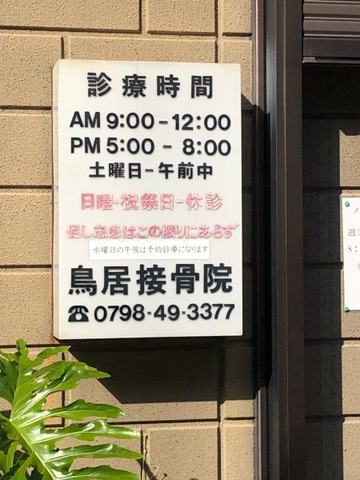 診療時間
AM 9:00-12:00
PM 5:00-8:00
土曜日-午前中
日曜-祝祭日-休診
但し急患はこの限りにあらず
水曜日の午後は予約診療になります
鳥居接骨院
☎0798-49-3377
週
8: